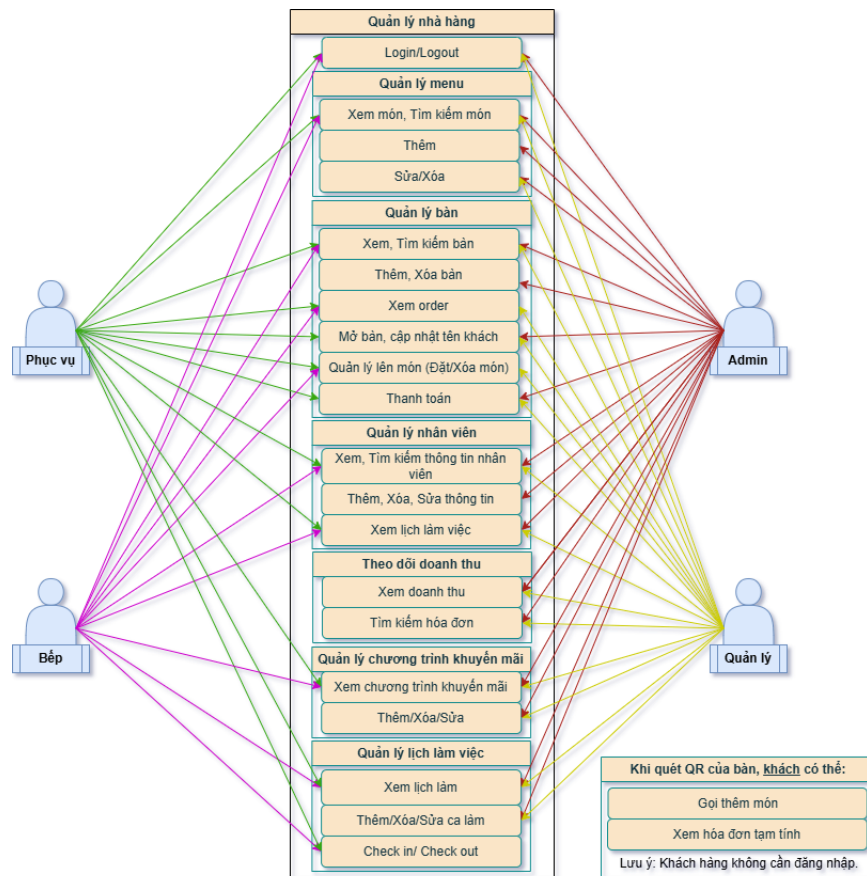 Quản lý nhà hàng
Login/Logout
Quản lý menu
Xem món, Tìm kiếm món
Thêm
Sửa/Xóa
Quản lý bàn
Xem, Tìm kiếm bàn
Thêm, Xóa bàn
Xem order
Mở bàn, cập nhật tên khách
Quản lý lên món (Đặt/Xóa món)
Thanh toán
Phục vụ
Admin
Quản lý nhân viên
Xem, Tìm kiếm thông tin nhân
viên
Thêm, Xóa, Sửa thông tin
Xem lịch làm việc
Theo dõi doanh thu
Xem doanh thu
Tìm kiếm hóa đơn
Bếp
Quản lý
Quản lý chương trình khuyến mãi
Xem chương trình khuyến mãi
Thêm/Xóa/Sửa
Quản lý lịch làm việc
Xem lịch làm
Thêm/Xóa/Sửa ca làm
Check in/ Check out
Khi quét QR của bàn, khách có thể:
Gọi thêm món
Xem hóa đơn tạm tính
Lưu ý: Khách hàng không cần đăng nhập.